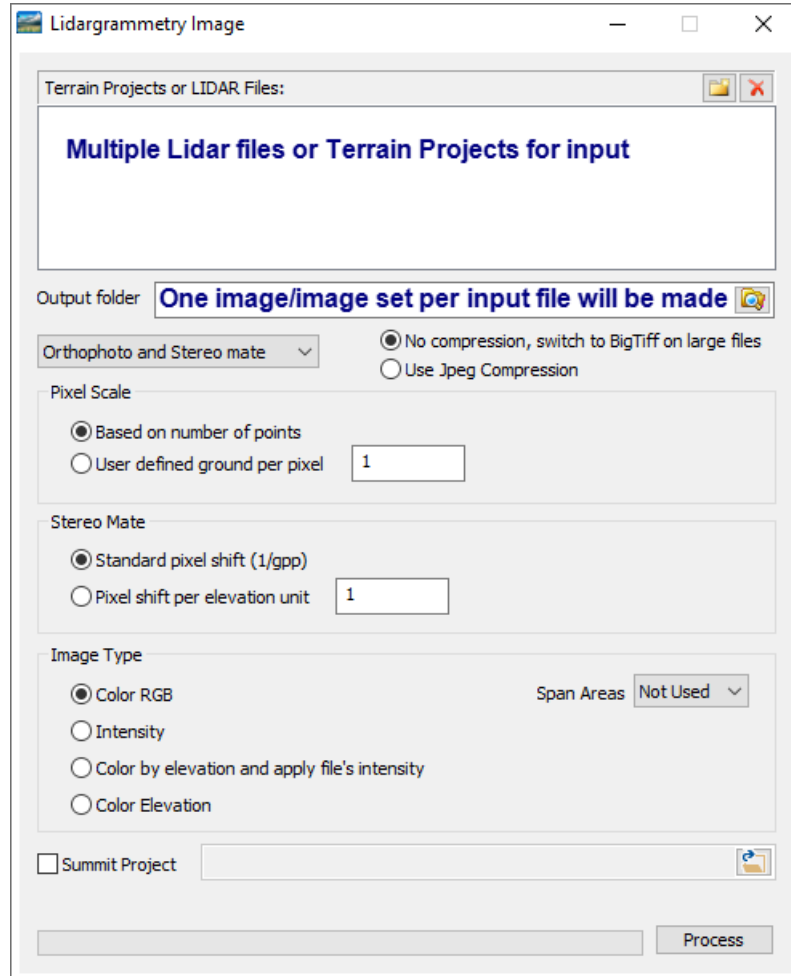 Lidargrammetry Image
Terrain Projects or LIDAR Files:
Multiple Lidar files or Terrain Projects for input
Output folder One image/image set per input file will be made
Orthophoto and Stereo mate
No compression, switch to BigTiff on large files
Use Jpeg Compression
Pixel Scale
Based on number of points
User defined ground per pixel 1
Stereo Mate
Standard pixel shift (1/gpp)
Pixel shift per elevation unit 1
Image Type
Color RGB
Span Areas Not Used
Intensity
Color by elevation and apply file's intensity
Color Elevation
Summit Project
Process